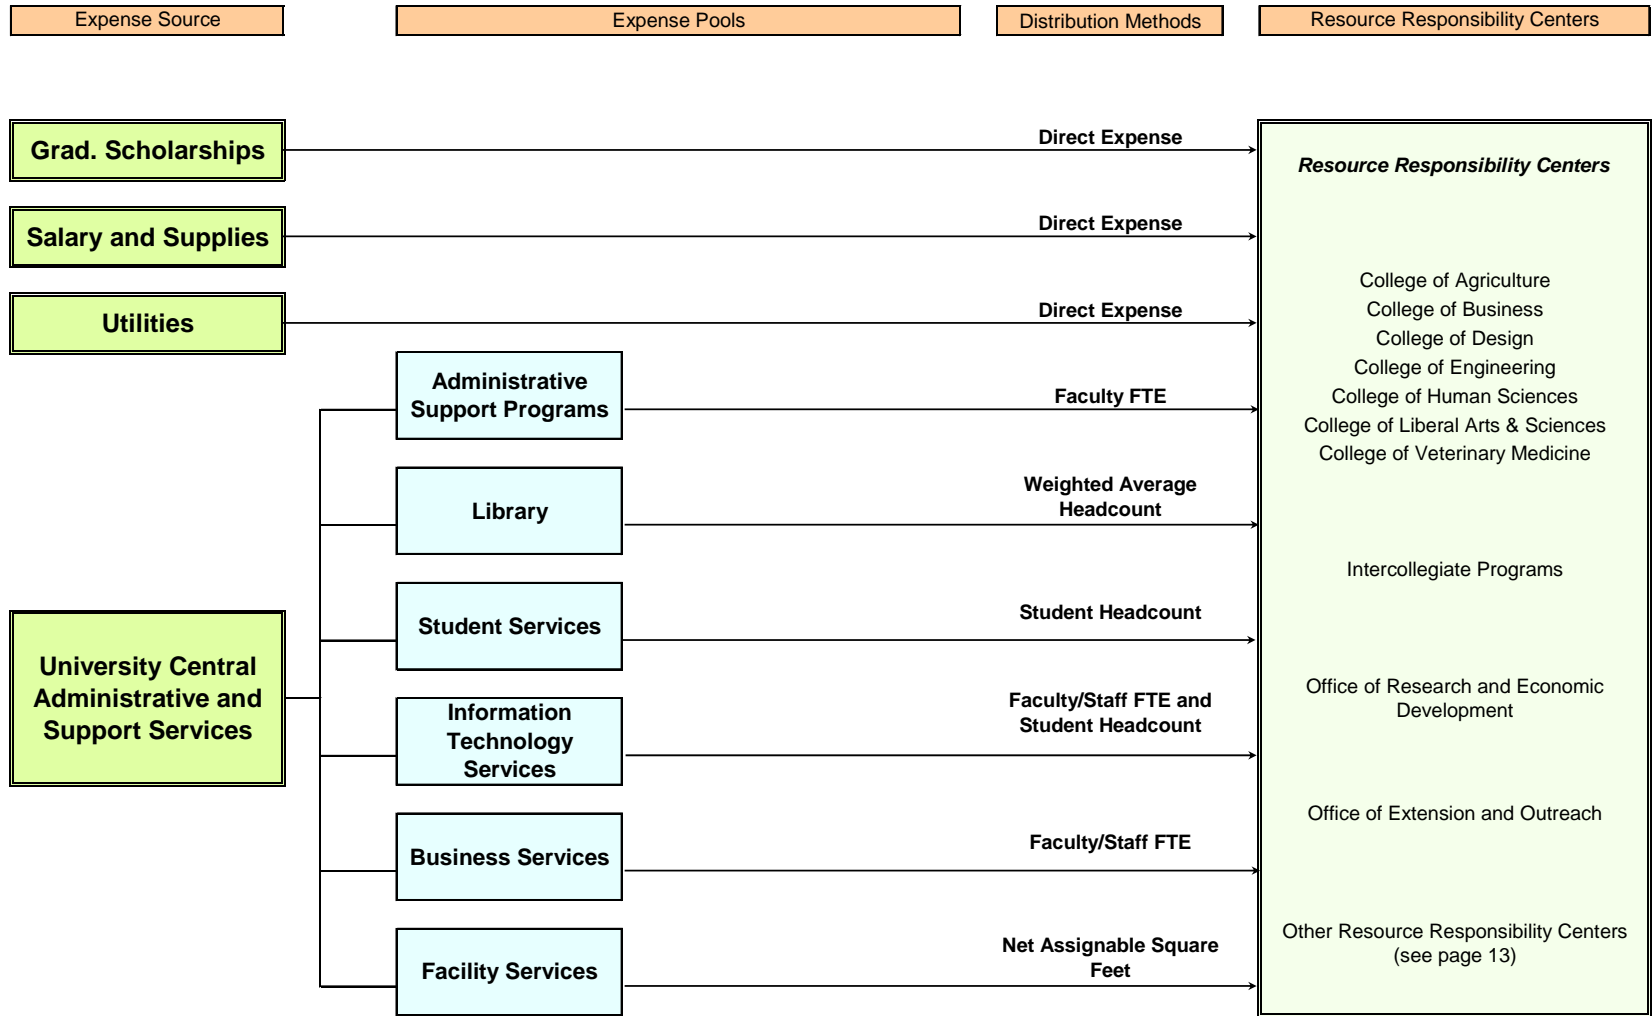 Expense Source
Expense Pools
Distribution Methods
Resource Responsibility Centers
Grad. Scholarships
Direct Expense
Salary and Supplies
Direct Expense
Utilities
Direct Expense
Administrative
Support Programs
Faculty FTE
Library
Weighted Average
Headcount
Student Services
Student Headcount
University Central
Administrative and
Support Services
Information
Technology
Services
Faculty/Staff FTE and
Student Headcount
Business Services
Faculty/Staff FTE
Facility Services
Net Assignable Square
Feet
Resource Responsibility Centers
College of Agriculture
College of Business
College of Design
College of Engineering
College of Human Sciences
College of Liberal Arts & Sciences
College of Veterinary Medicine
Intercollegiate Programs
Office of Research and Economic
Development
Office of Extension and Outreach
Other Resource Responsibility Centers
(see page 13)